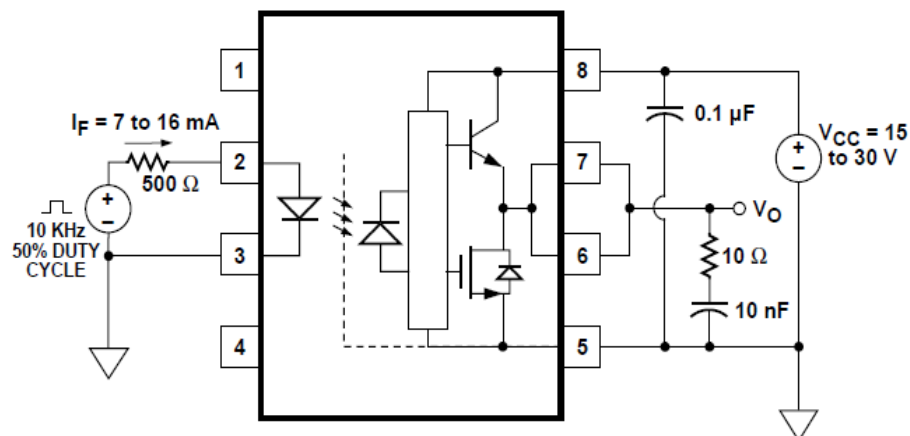 1
8
I_F = 7 to 16 mA
0.1 µF
V_CC = 15
to 30 V
2
500 Ω
7
+
−
+
−
V_O
10 KHz
50% DUTY
CYCLE
3
6
10 Ω
10 nF
4
5